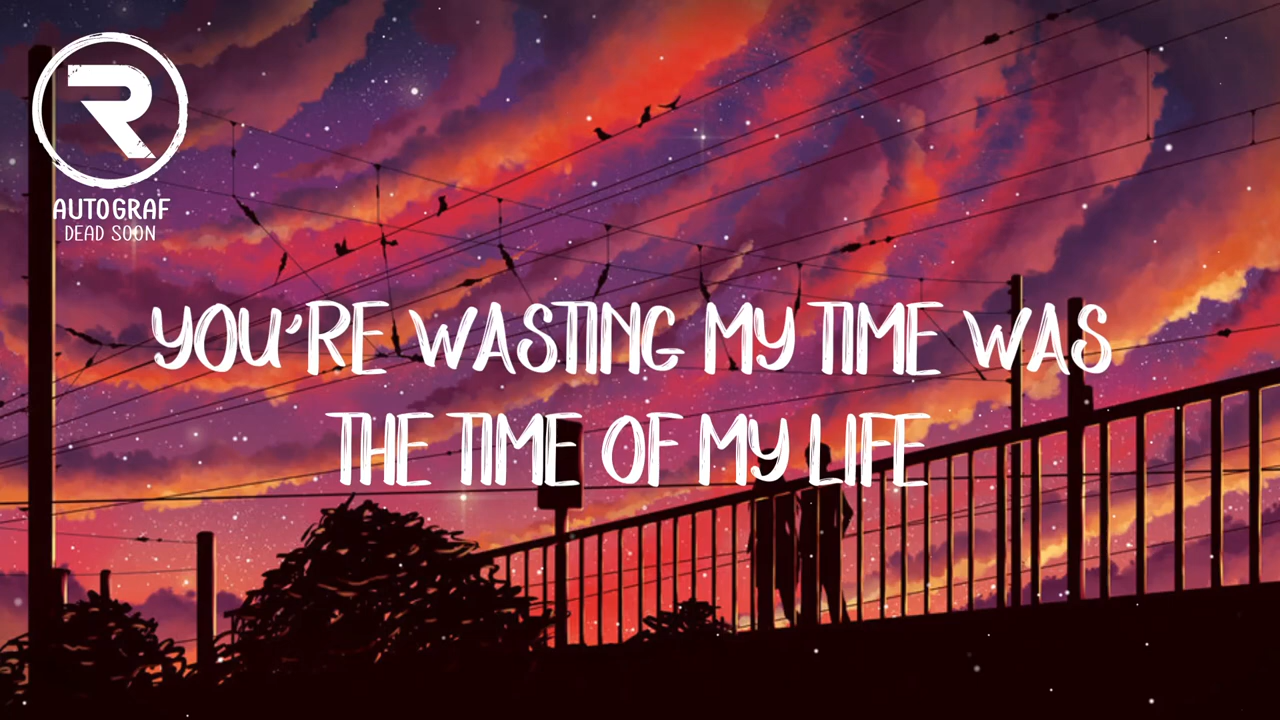 R
AUTOGRAF
DEAD SOON
YOU'RE WASTING MY TIME WAS
THE TIME OF MY LIFE